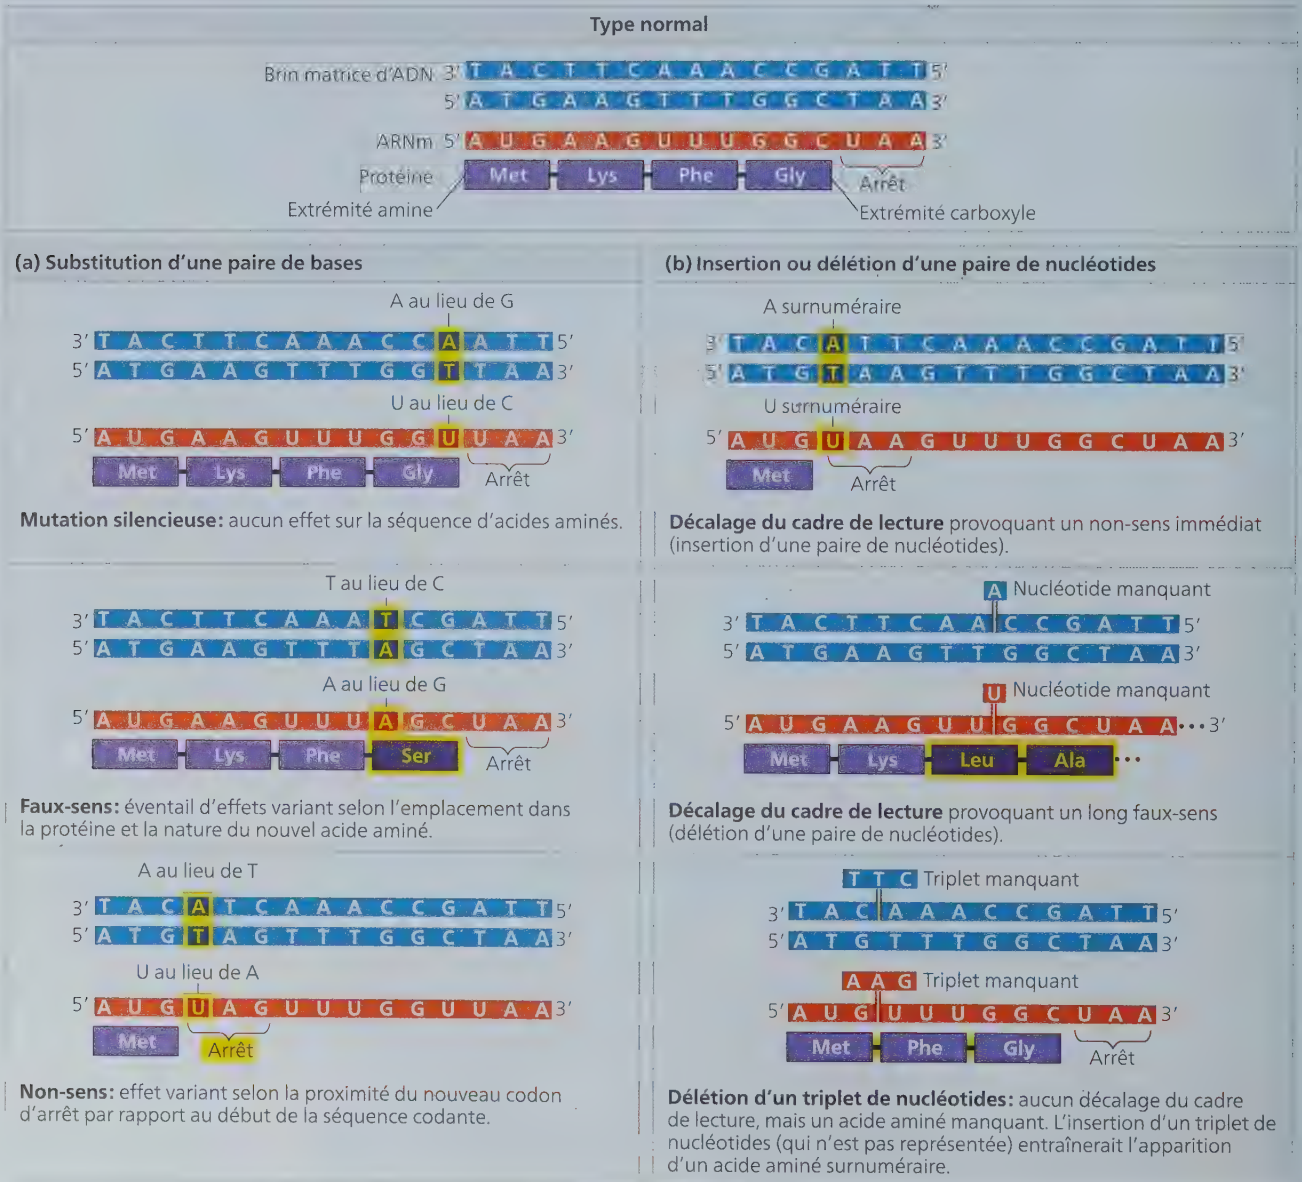 Type normal
Brin matrice d'ADN 3' T A C T T C A A A C C G A T T 5'
5' A T G A A G T T T G G C T A A 3'
ARNm 5' A U G A A G U U U G G C U A A 3'
Protéine Met Lys Phe Gly Arrêt
Extrémité amine Extrémité carboxyle
(a) Substitution d'une paire de bases
A au lieu de G
3' T A C T T C A A A C C A A T T 5'
5' A T G A A G T T T G G T T A A 3'
U au lieu de C
5' A U G A A G U U U G G U U A A 3'
Met Lys Phe Gly Arrêt
Mutation silencieuse: aucun effet sur la séquence d'acides aminés.
T au lieu de C
3' T A C T T C A A A T C G A T T 5'
5' A T G A A G T T T A G C T A A 3'
A au lieu de G
5' A U G A A G U U U A G C U A A 3'
Met Lys Phe Ser Arrêt
Faux-sens: éventail d'effets variant selon l'emplacement dans
la protéine et la nature du nouvel acide aminé.
A au lieu de T
3' T A C A T C A A A C C G A T T 5'
5' A T G T A G T T T G G C T A A 3'
U au lieu de A
5' A U G U A G U U U G G U U A A 3'
Met Arrêt
Non-sens: effet variant selon la proximité du nouveau codon
d'arrêt par rapport au début de la séquence codante.
(b) Insertion ou délétion d'une paire de nucléotides
A surnuméraire
3' T A C A T T C A A A C C G A T T 5'
5' A T G T A A G T T T G G C T A A 3'
U surnuméraire
5' A U G U A A G U U U G G C U A A 3'
Met Arrêt
Décalage du cadre de lecture provoquant un non-sens immédiat
(insertion d'une paire de nucléotides).
A Nucléotide manquant
3' T A C T T C A A C C G A T T 5'
5' A T G A A G T T G G C T A A 3'
U Nucléotide manquant
5' A U G A A G U U G G C U A A ••• 3'
Met Lys Leu Ala •••
Décalage du cadre de lecture provoquant un long faux-sens
(délétion d'une paire de nucléotides).
T T C Triplet manquant
3' T A C A A A C C G A T T 5'
5' A T G T T T G G C T A A 3'
A A G Triplet manquant
5' A U G U U U G G C U A A 3'
Met Phe Gly Arrêt
Délétion d'un triplet de nucléotides: aucun décalage du cadre
de lecture, mais un acide aminé manquant. L'insertion d'un triplet de
nucléotides (qui n'est pas représentée) entraînerait l'apparition
d'un acide aminé surnuméraire.